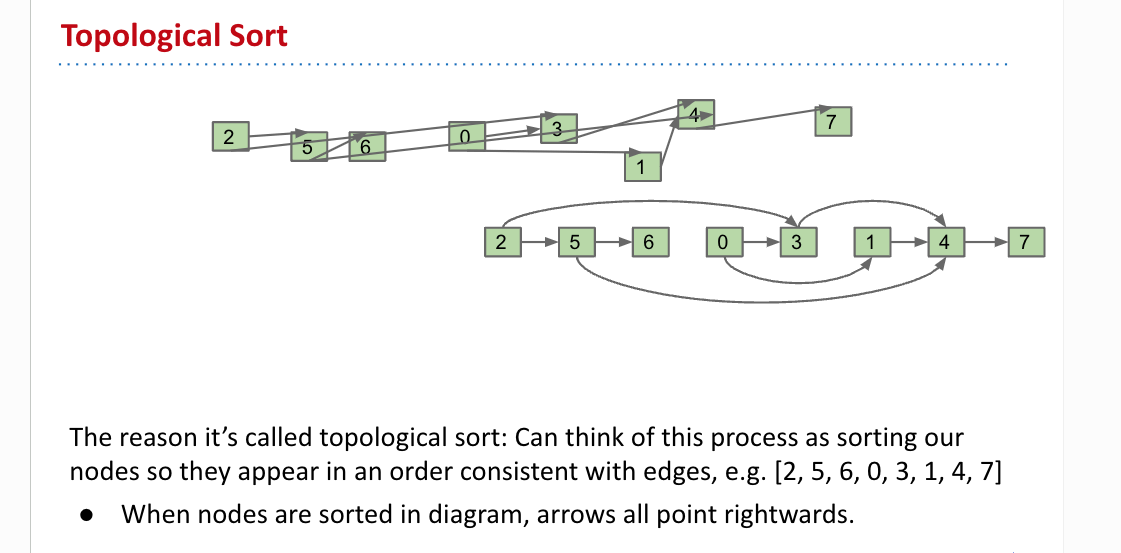 Topological Sort
2 5 6 0 3 1 4 7
2 5 6 0 3 1 4 7
The reason it’s called topological sort: Can think of this process as sorting our
nodes so they appear in an order consistent with edges, e.g. [2, 5, 6, 0, 3, 1, 4, 7]
● When nodes are sorted in diagram, arrows all point rightwards.